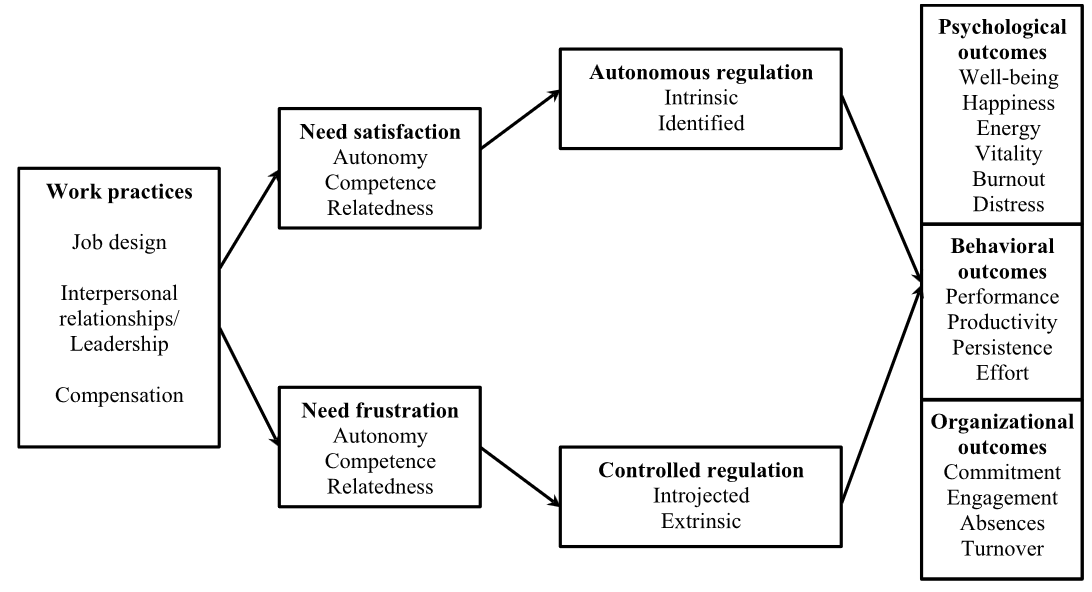 Work practices
Job design
Interpersonal
relationships/
Leadership
Compensation
Need satisfaction
Autonomy
Competence
Relatedness
Need frustration
Autonomy
Competence
Relatedness
Autonomous regulation
Intrinsic
Identified
Controlled regulation
Introjected
Extrinsic
Psychological
outcomes
Well-being
Happiness
Energy
Vitality
Burnout
Distress
Behavioral
outcomes
Performance
Productivity
Persistence
Effort
Organizational
outcomes
Commitment
Engagement
Absences
Turnover